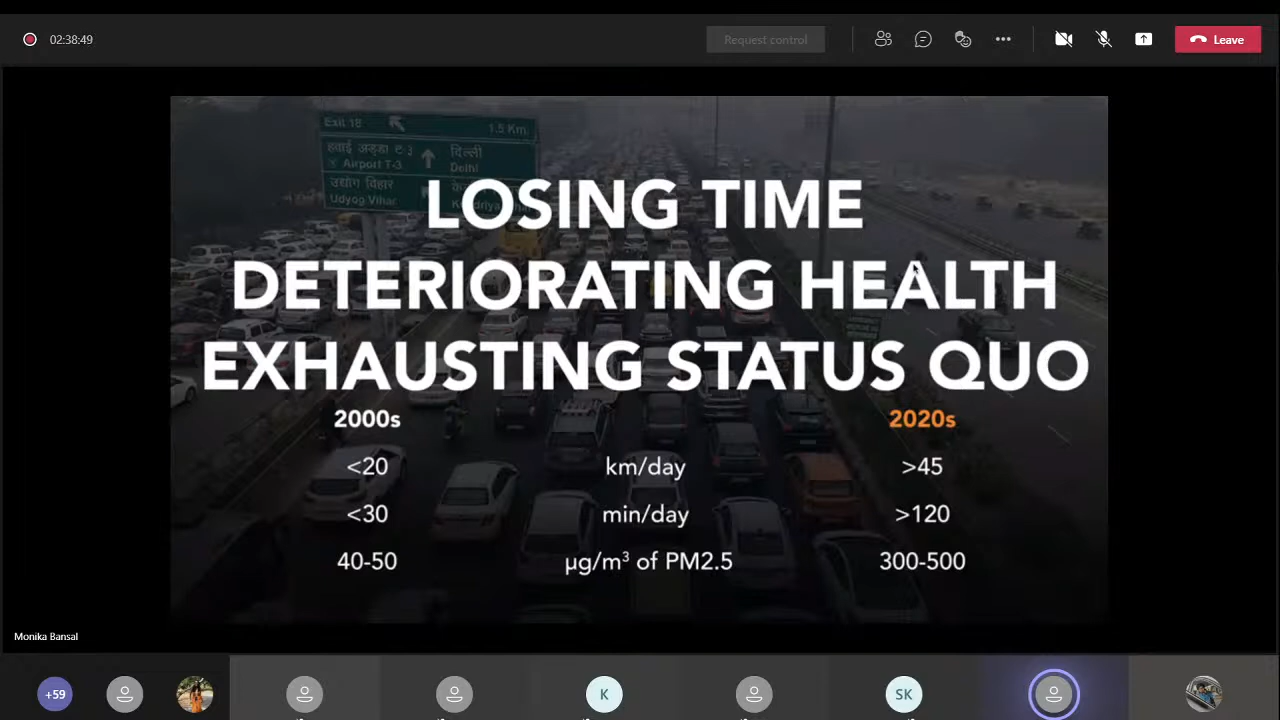 02:38:49
Request control
Leave
Exit 18
1.5 Km.
हवाई अड्डा ट-3
दिल्ली
Airport T-3
Delhi
उद्योग विहार
Udyog Vihar
LOSING TIME
DETERIORATING HEALTH
EXHAUSTING STATUS QUO
2000s 2020s
<20 km/day >45
<30 min/day >120
40-50 µg/m³ of PM2.5 300-500
Monika Bansal
+59
K
SK